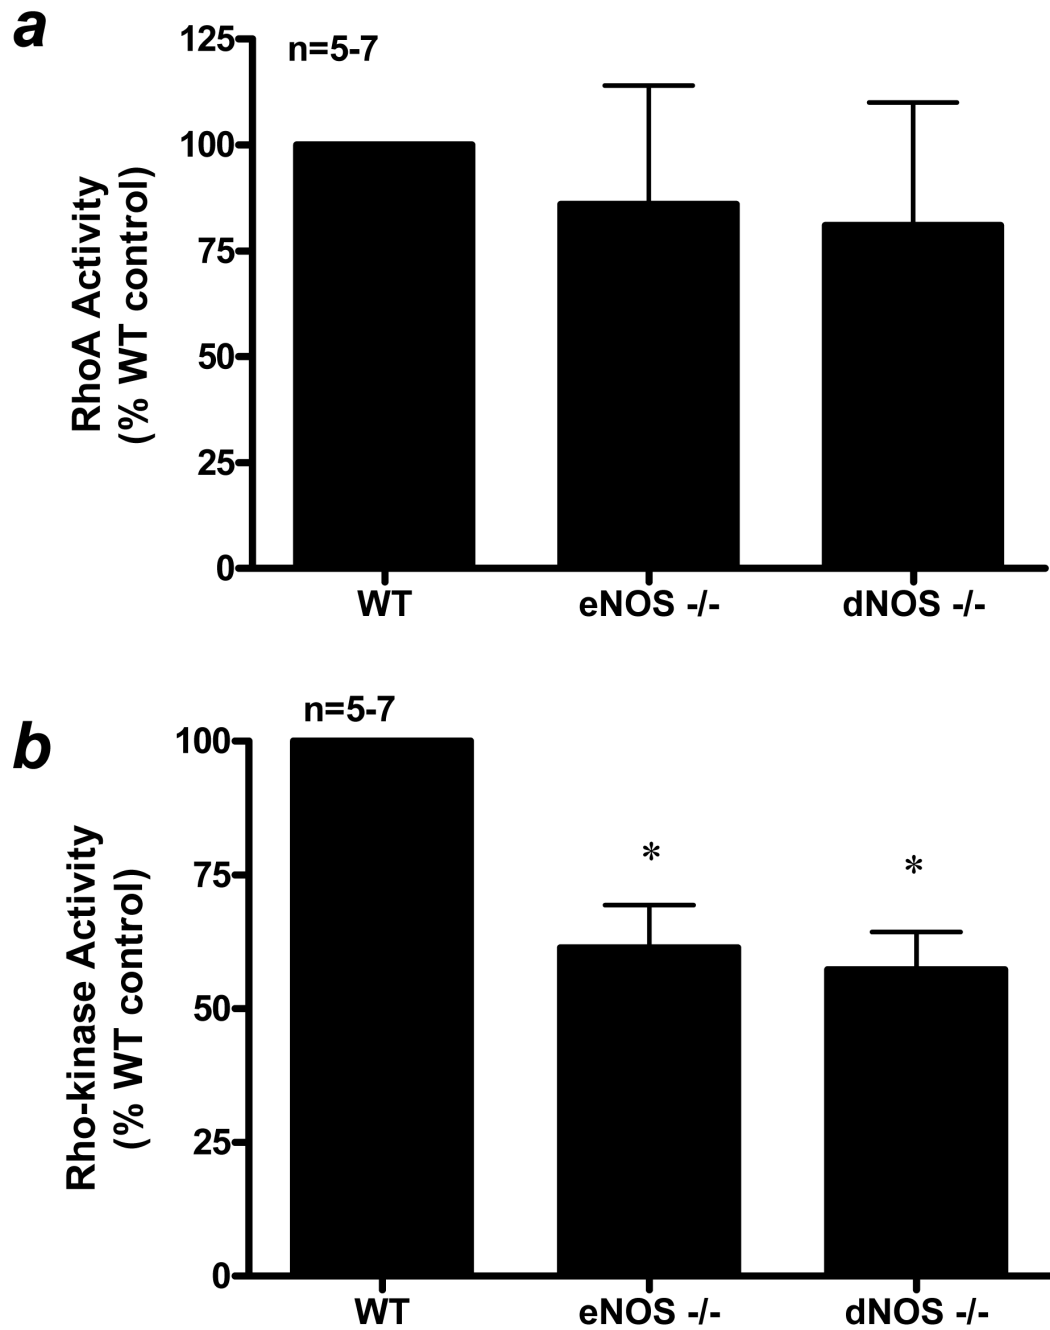 a
n=5-7
125
100
75
50
25
0
RhoA Activity
(% WT control)
WT eNOS -/- dNOS -/-
b
n=5-7
100
75
50
25
0
Rho-kinase Activity
(% WT control)
*
*
WT eNOS -/- dNOS -/-